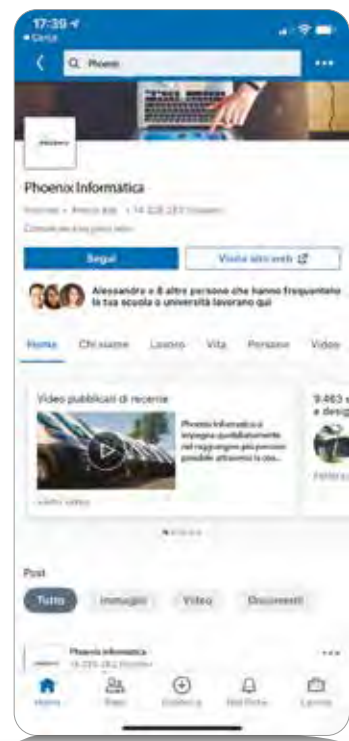 17:39
Cerca
Phoenix
Phoenix Informatica
Segui
Visita sito web
Alessandro e 8 altre persone che hanno frequentato
la tua scuola o università lavorano qui
Home Chi siamo Lavoro Vita Persone Video
Video pubblicati di recente
Phoenix Informatica si
impegna quotidianamente
nel raggiungere più persone
possibile attraverso la sua...
9.463
e desig
Post
Tutto Immagini Video Documenti
Phoenix Informatica
Home Rete Notifiche Lavoro